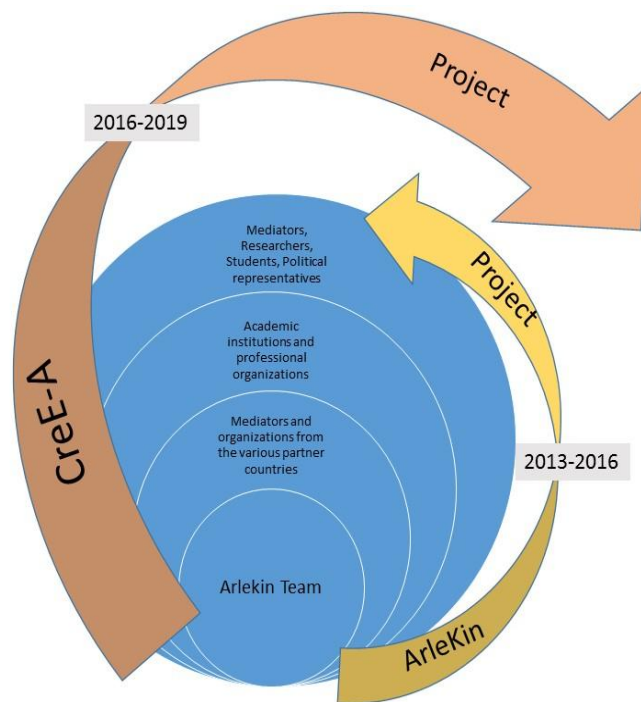 Project
2016-2019
Mediators,
Researchers,
Students, Political
representatives
Project
Academic
institutions and
professional
organizations
CreE-A
Mediators and
organizations from
the various partner
countries
2013-2016
Arlekin Team
ArleKin